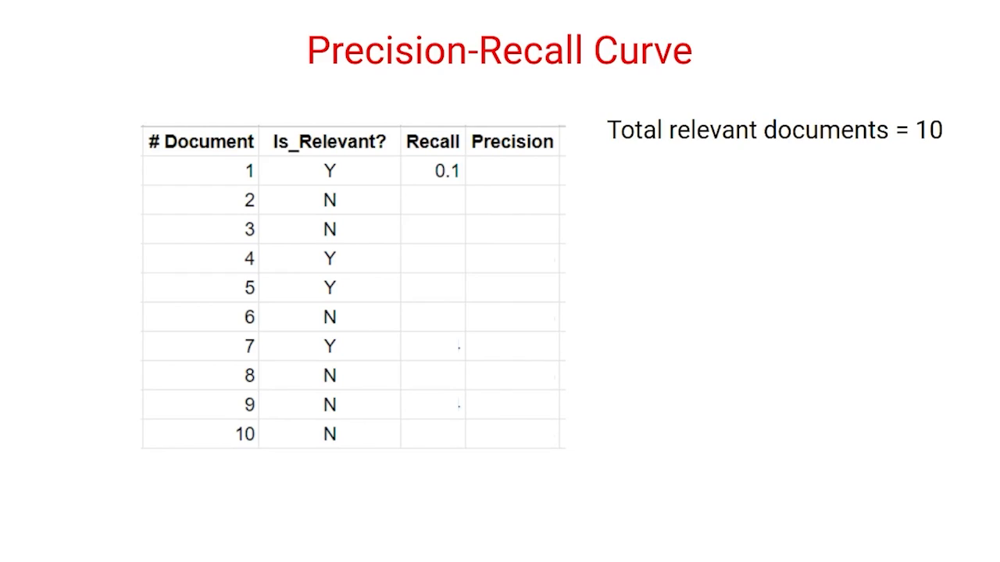 Precision-Recall Curve
Total relevant documents = 10
# Document Is_Relevant? Recall Precision
1 Y 0.1
2 N
3 N
4 Y
5 Y
6 N
7 Y
8 N
9 N
10 N